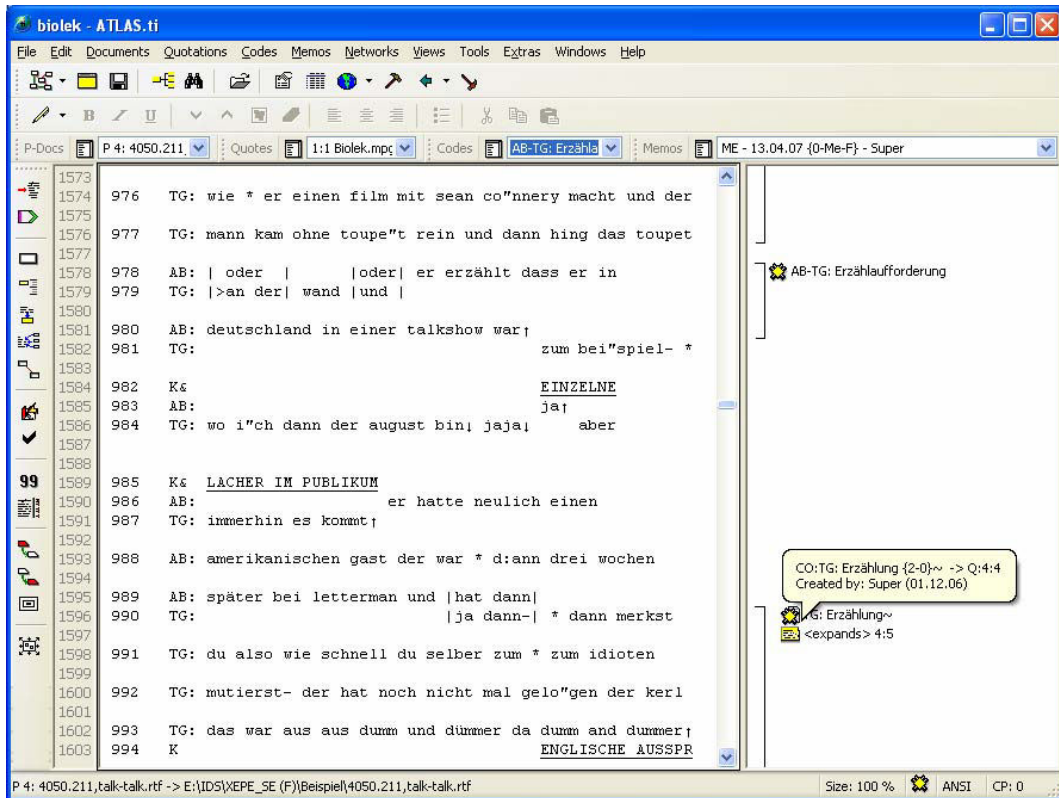 biolek - ATLAS.ti
File Edit Documents Quotations Codes Memos Networks Views Tools Extras Windows Help
B I U
P-Docs P 4: 4050.211, Quotes 1:1 Biolek.mpg Codes AB-TG: Erzähla Memos ME - 13.04.07 {0-Me-F} - Super
1573
1574 976 TG: wie * er einen film mit sean co"nnery macht und der
1575
1576 977 TG: mann kam ohne toupe"t rein und dann hing das toupet
1577
1578 978 AB: | oder | |oder| er erzählt dass er in AB-TG: Erzählaufforderung
1579 979 TG: |>an der| wand |und |
1580
1581 980 AB: deutschland in einer talkshow war↑
1582 981 TG: zum bei"spiel- *
1583
1584 982 K& EINZELNE
1585 983 AB: ja↑
1586 984 TG: wo i"ch dann der august bin↓ jaja↓ aber
1587
1588
1589 985 K& LACHER IM PUBLIKUM
1590 986 AB: er hatte neulich einen
1591 987 TG: immerhin es kommt↑
1592
1593 988 AB: amerikanischen gast der war * d:ann drei wochen
CO:TG: Erzählung {2-0}~ -> Q:4:4
1594
Created by: Super (01.12.06)
1595 989 AB: später bei letterman und |hat dann|
1596 990 TG: |ja dann-| * dann merkst TG: Erzählung~
1597 <expands> 4:5
1598 991 TG: du also wie schnell du selber zum * zum idioten
1599
1600 992 TG: mutierst- der hat noch nicht mal gelo"gen der kerl
1601
1602 993 TG: das war aus aus dumm und dümmer da dumm and dummer↑
1603 994 K ENGLISCHE AUSSPR
99
P 4: 4050.211,talk-talk.rtf -> E:\IDS\XEPE_SE (F)\Beispiel\4050.211,talk-talk.rtf Size: 100 % ANSI CP: 0